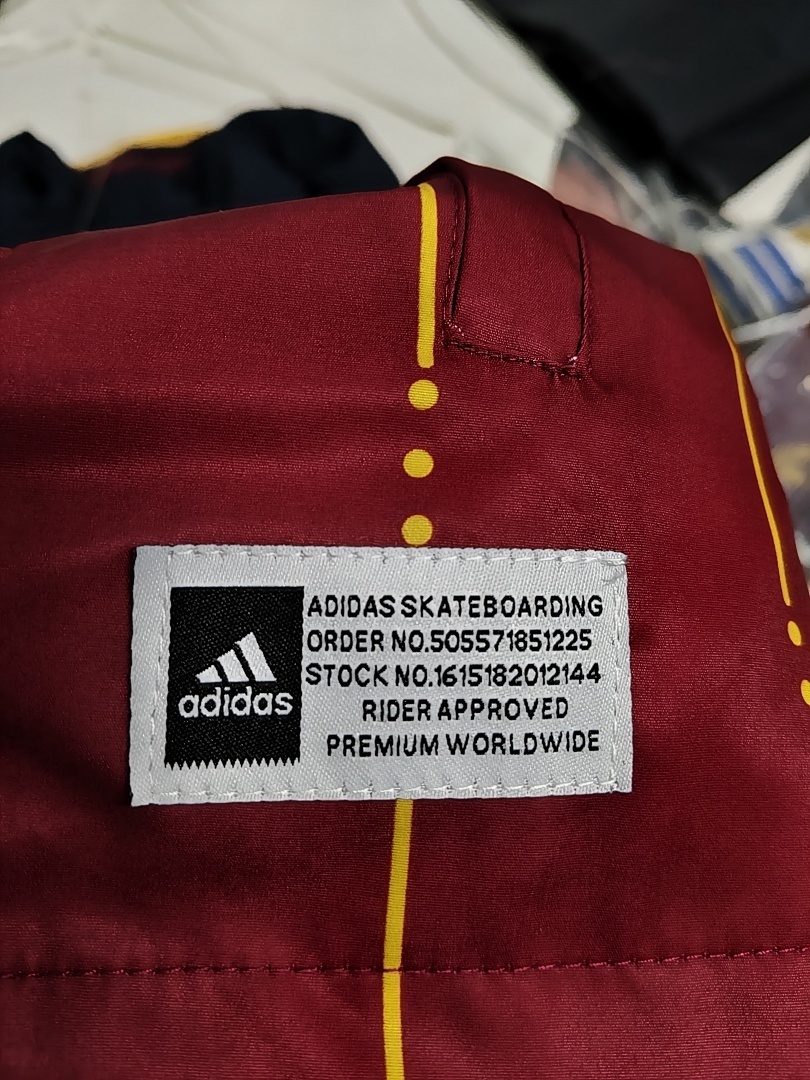 adidas
ADIDAS SKATEBOARDING
ORDER NO.505571851225
STOCK NO.1615182012144
RIDER APPROVED
PREMIUM WORLDWIDE